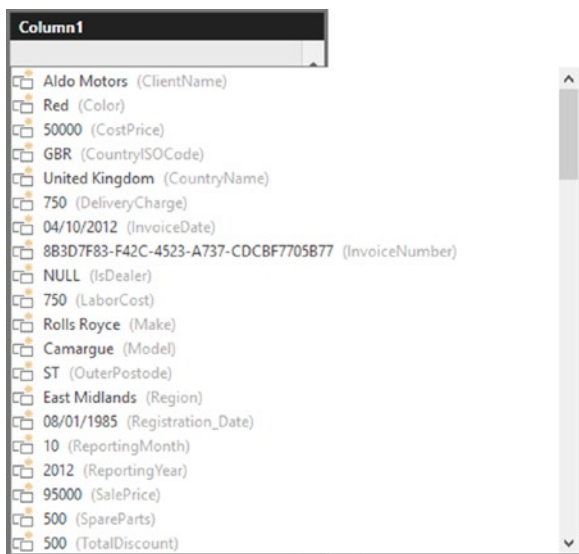 Column1
Aldo Motors (ClientName)
Red (Color)
50000 (CostPrice)
GBR (CountryISOCode)
United Kingdom (CountryName)
750 (DeliveryCharge)
04/10/2012 (InvoiceDate)
8B3D7F83-F42C-4523-A737-CDCBF7705B77 (InvoiceNumber)
NULL (IsDealer)
750 (LaborCost)
Rolls Royce (Make)
Camargue (Model)
ST (OuterPostode)
East Midlands (Region)
08/01/1985 (Registration_Date)
10 (ReportingMonth)
2012 (ReportingYear)
95000 (SalePrice)
500 (SpareParts)
500 (TotalDiscount)